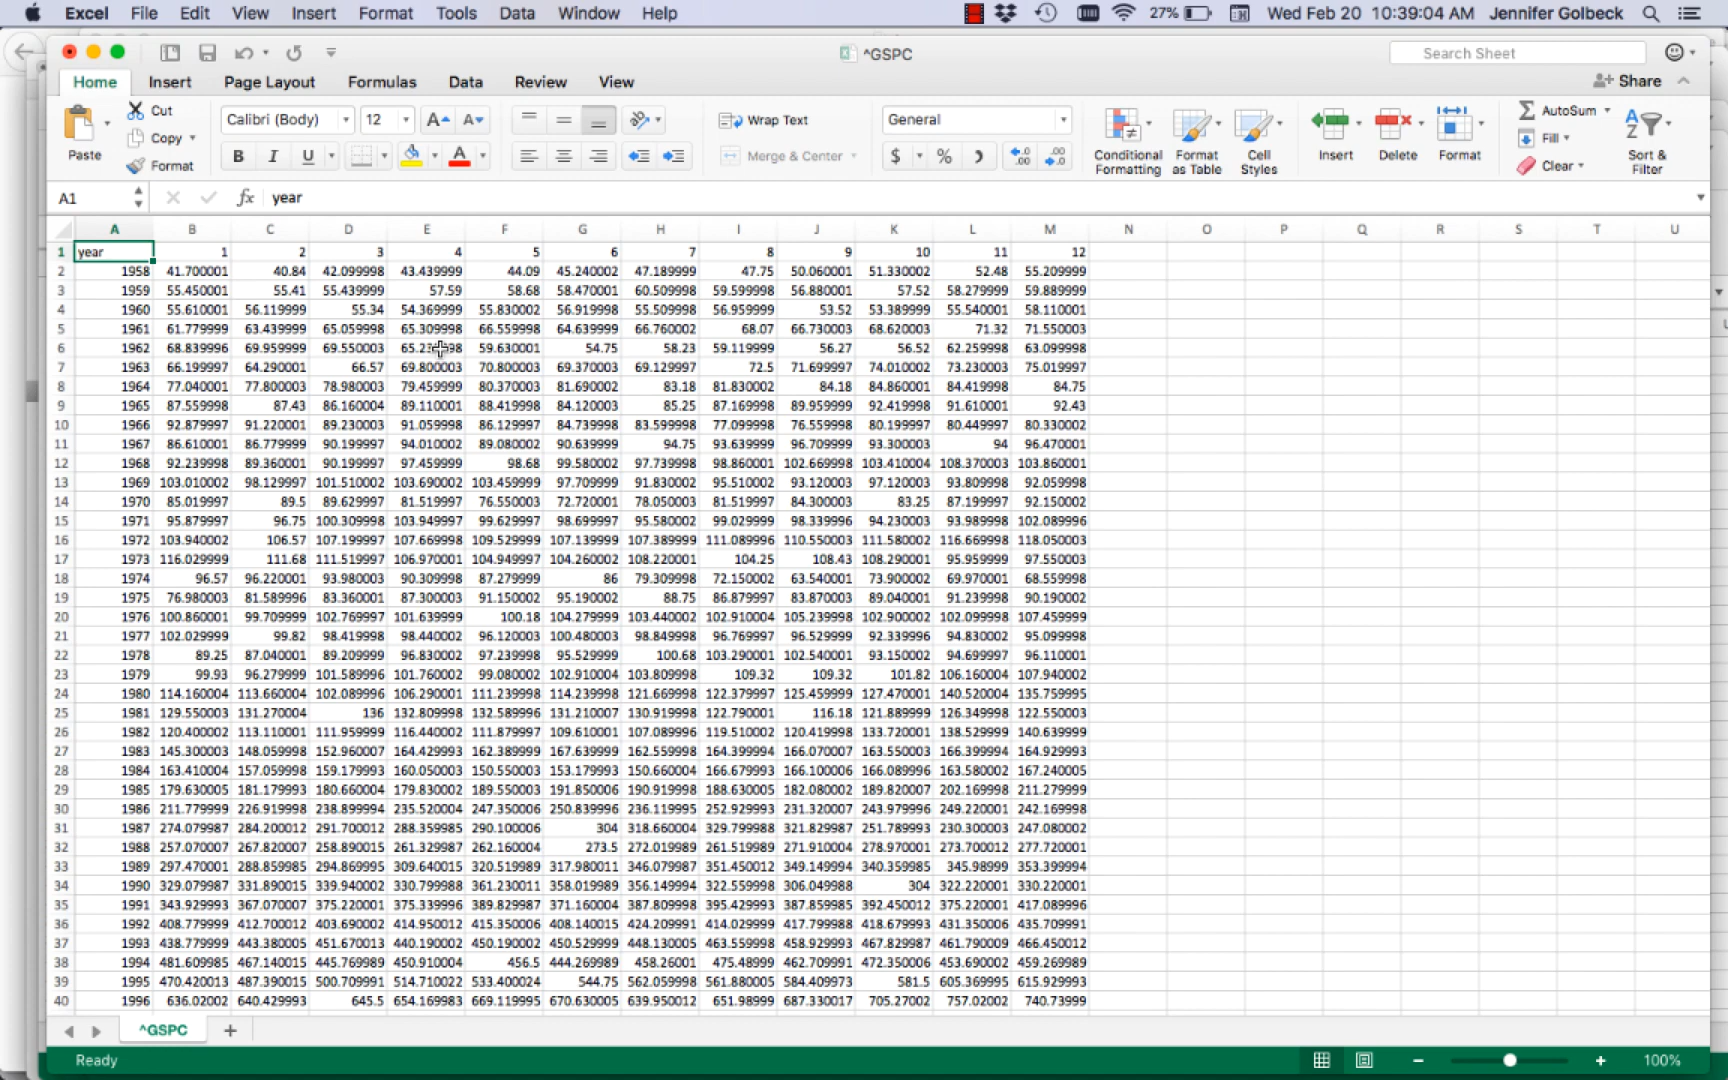 Excel File Edit View Insert Format Tools Data Window Help 27% Wed Feb 20 10:39:04 AM Jennifer Golbeck
^GSPC Search Sheet
Home Insert Page Layout Formulas Data Review View Share
Paste Cut Copy Format Calibri (Body) 12 A A Wrap Text General Conditional Formatting Format as Table Cell Styles Insert Delete Format AutoSum Fill Clear Sort & Filter
B I U A Merge & Center $ %
A1 fx year
A B C D E F G H I J K L M N O P Q R S T U
1 year 1 2 3 4 5 6 7 8 9 10 11 12
2 1958 41.700001 40.84 42.099998 43.439999 44.09 45.240002 47.189999 47.75 50.060001 51.330002 52.48 55.209999
3 1959 55.450001 55.41 55.439999 57.59 58.68 58.470001 60.509998 59.599998 56.880001 57.52 58.279999 59.889999
4 1960 55.610001 56.119999 55.34 54.369999 55.830002 56.919998 55.509998 56.959999 53.52 53.389999 55.540001 58.110001
5 1961 61.779999 63.439999 65.059998 65.309998 66.559998 64.639999 66.760002 68.07 66.730003 68.620003 71.32 71.550003
6 1962 68.839996 69.959999 69.550003 59.630001 54.75 58.23 59.119999 56.27 56.52 62.259998 63.099998
7 1963 66.199997 64.290001 66.57 69.800003 70.800003 69.370003 69.129997 72.5 71.699997 74.010002 73.230003 75.019997
8 1964 77.040001 77.800003 78.980003 79.459999 80.370003 81.690002 83.18 81.830002 84.18 84.860001 84.419998 84.75
9 1965 87.559998 87.43 86.160004 89.110001 88.419998 84.120003 85.25 87.169998 89.959999 92.419998 91.610001 92.43
10 1966 92.879997 91.220001 89.230003 91.059998 86.129997 84.739998 83.599998 77.099998 76.559998 80.199997 80.449997 80.330002
11 1967 86.610001 86.779999 90.199997 94.010002 89.080002 90.639999 94.75 93.639999 96.709999 93.300003 94 96.470001
12 1968 92.239998 89.360001 90.199997 97.459999 98.68 99.580002 97.739998 98.860001 102.669998 103.410004 108.370003 103.860001
13 1969 103.010002 98.129997 101.510002 103.690002 103.459999 97.709999 91.830002 95.510002 93.120003 97.120003 93.809998 92.059998
14 1970 85.019997 89.5 89.629997 81.519997 76.550003 72.720001 78.050003 81.519997 84.300003 83.25 87.199997 92.150002
15 1971 95.879997 96.75 100.309998 103.949997 99.629997 98.699997 95.580002 99.029999 98.339996 94.230003 93.989998 102.089996
16 1972 103.940002 106.57 107.199997 107.669998 109.529999 107.139999 107.389999 111.089996 110.550003 111.580002 116.669998 118.050003
17 1973 116.029999 111.68 111.519997 106.970001 104.949997 104.260002 108.220001 104.25 108.43 108.290001 95.959999 97.550003
18 1974 96.57 96.220001 93.980003 90.309998 87.279999 86 79.309998 72.150002 63.540001 73.900002 69.970001 68.559998
19 1975 76.980003 81.589996 83.360001 87.300003 91.150002 95.190002 88.75 86.879997 83.870003 89.040001 91.239998 90.190002
20 1976 100.860001 99.709999 102.769997 101.639999 100.18 104.279999 103.440002 102.910004 105.239998 102.900002 102.099998 107.459999
21 1977 102.029999 99.82 98.419998 98.440002 96.120003 100.480003 98.849998 96.769997 96.529999 92.339996 94.830002 95.099998
22 1978 89.25 87.040001 89.209999 96.830002 97.239998 95.529999 100.68 103.290001 102.540001 93.150002 94.699997 96.110001
23 1979 99.93 96.279999 101.589996 101.760002 99.080002 102.910004 103.809998 109.32 109.32 101.82 106.160004 107.940002
24 1980 114.160004 113.660004 102.089996 106.290001 111.239998 114.239998 121.669998 122.379997 125.459999 127.470001 140.520004 135.759995
25 1981 129.550003 131.270004 136 132.809998 132.589996 131.210007 130.919998 122.790001 116.18 121.889999 126.349998 122.550003
26 1982 120.400002 113.110001 111.959999 116.440002 111.879997 109.610001 107.089996 119.510002 120.419998 133.720001 138.529999 140.639999
27 1983 145.300003 148.059998 152.960007 164.429993 162.389999 167.639999 162.559998 164.399994 166.070007 163.550003 166.399994 164.929993
28 1984 163.410004 157.059998 159.179993 160.050003 150.550003 153.179993 150.660004 166.679993 166.100006 166.089996 163.580002 167.240005
29 1985 179.630005 181.179993 180.660004 179.830002 189.550003 191.850006 190.919998 188.630005 182.080002 189.820007 202.169998 211.279999
30 1986 211.779999 226.919998 238.899994 235.520004 247.350006 250.839996 236.119995 252.929993 231.320007 243.979996 249.220001 242.169998
31 1987 274.079987 284.200012 291.700012 288.359985 290.100006 304 318.660004 329.799988 321.829987 251.789993 230.300003 247.080002
32 1988 257.070007 267.820007 258.890015 261.329987 262.160004 273.5 272.019989 261.519989 271.910004 278.970001 273.700012 277.720001
33 1989 297.470001 288.859985 294.869995 309.640015 320.519989 317.980011 346.079987 351.450012 349.149994 340.359985 345.98999 353.399994
34 1990 329.079987 331.890015 339.940002 330.799988 361.230011 358.019989 356.149994 322.559998 306.049988 304 322.220001 330.220001
35 1991 343.929993 367.070007 375.220001 375.339996 389.829987 371.160004 387.809998 395.429993 387.859985 392.450012 375.220001 417.089996
36 1992 408.779999 412.700012 403.690002 414.950012 415.350006 408.140015 424.209991 414.029999 417.799988 418.679993 431.350006 435.709991
37 1993 438.779999 443.380005 451.670013 440.190002 450.190002 450.529999 448.130005 463.559998 458.929993 467.829987 461.790009 466.450012
38 1994 481.609985 467.140015 445.769989 450.910004 456.5 444.269989 458.26001 475.48999 462.709991 472.350006 453.690002 459.269989
39 1995 470.420013 487.390015 500.709991 514.710022 533.400024 544.75 562.059998 561.880005 584.409973 581.5 605.369995 615.929993
40 1996 636.02002 640.429993 645.5 654.169983 669.119995 670.630005 639.950012 651.98999 687.330017 705.27002 757.02002 740.73999
^GSPC +
Ready 100%